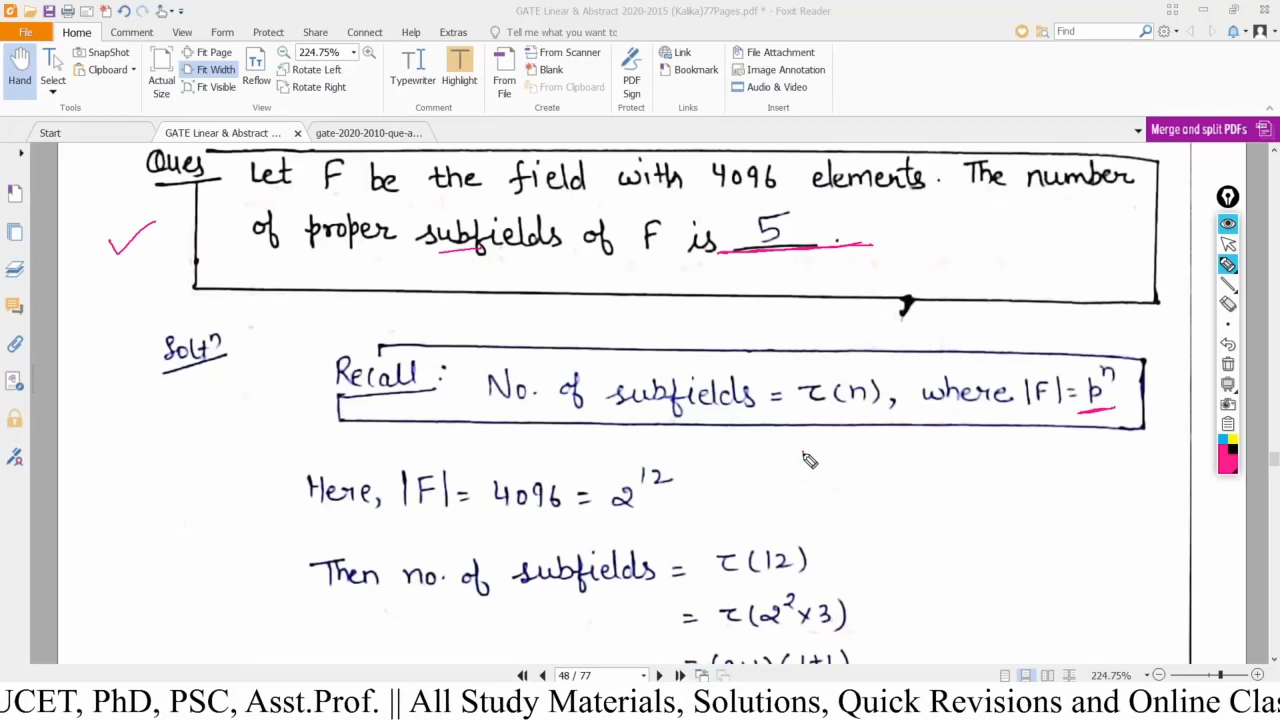 GATE Linear & Abstract 2020-2015 (Kalika)77Pages.pdf * - Foxit Reader
File Home Comment View Form Protect Share Connect Help Extras Tell me what you want to Find
Hand Select SnapShot Clipboard Actual Size Fit Page Fit Width Fit Visible Reflow 224.75% Rotate Left Rotate Right Typewriter Highlight From File From Scanner Blank From Clipboard PDF Sign Link Bookmark File Attachment Image Annotation Audio & Video
Tools View Comment Create Protect Links Insert
Start GATE Linear & Abstract ... gate-2020-2010-que-a... Merge and split PDFs
Ques Let F be the field with 4096 elements. The number
of proper subfields of F is 5 .
Soltn
Recall : No. of subfields = τ(n), where |F| = p^n
Here, |F| = 4096 = 2^12
Then no. of subfields = τ(12)
= τ(2^2×3)
48 / 77 224.75%
UCET, PhD, PSC, Asst.Prof. || All Study Materials, Solutions, Quick Revisions and Online Clas